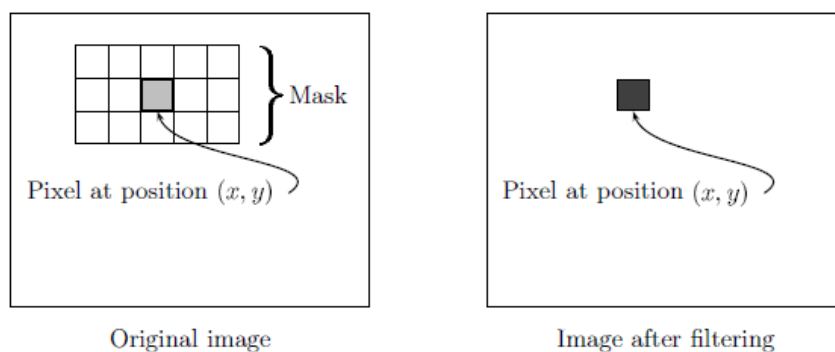 Mask
Pixel at position (x, y)
Original image
Pixel at position (x, y)
Image after filtering